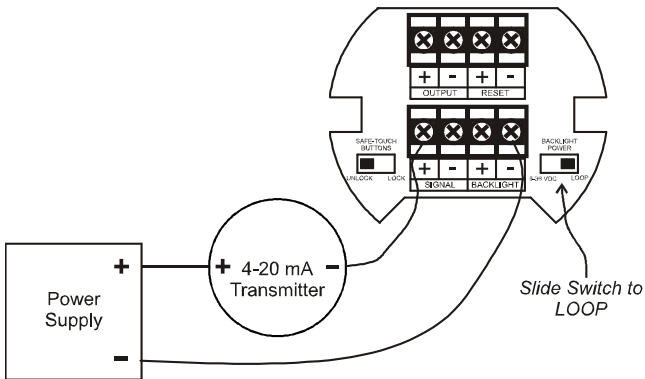 + - + -
OUTPUT RESET
SAFE-TOUCH
BUTTONS
UNLOCK LOCK
+ - + -
SIGNAL BACKLIGHT
BACKLIGHT
POWER
LOOP
+
Power
Supply
-
+ 4-20 mA -
Transmitter
Slide Switch to
LOOP